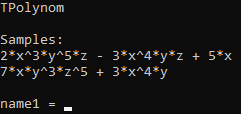 TPolynom
Samples:
2*x^3*y^5*z - 3*x^4*y*z + 5*x
7*x*y^3*z^5 + 3*x^4*y
name1 = _